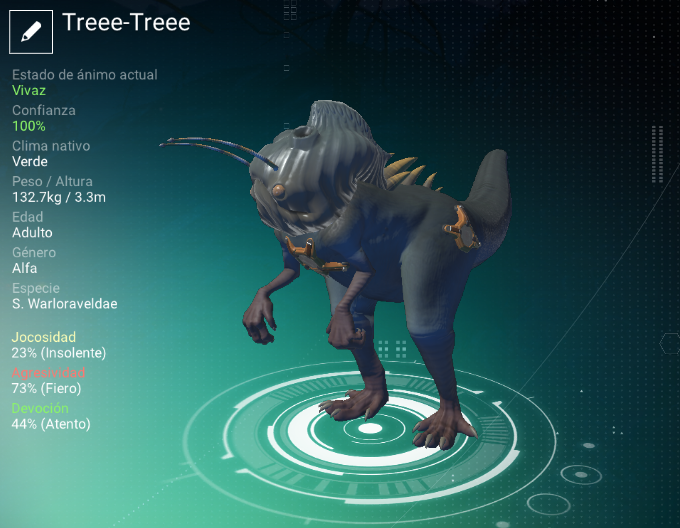 Treee-Treee
Estado de ánimo actual
Vivaz
Confianza
100%
Clima nativo
Verde
Peso / Altura
132.7kg / 3.3m
Edad
Adulto
Género
Alfa
Especie
S. Warloraveldae
Jocosidad
23% (Insolente)
Agresividad
73% (Fiero)
Devoción
44% (Atento)